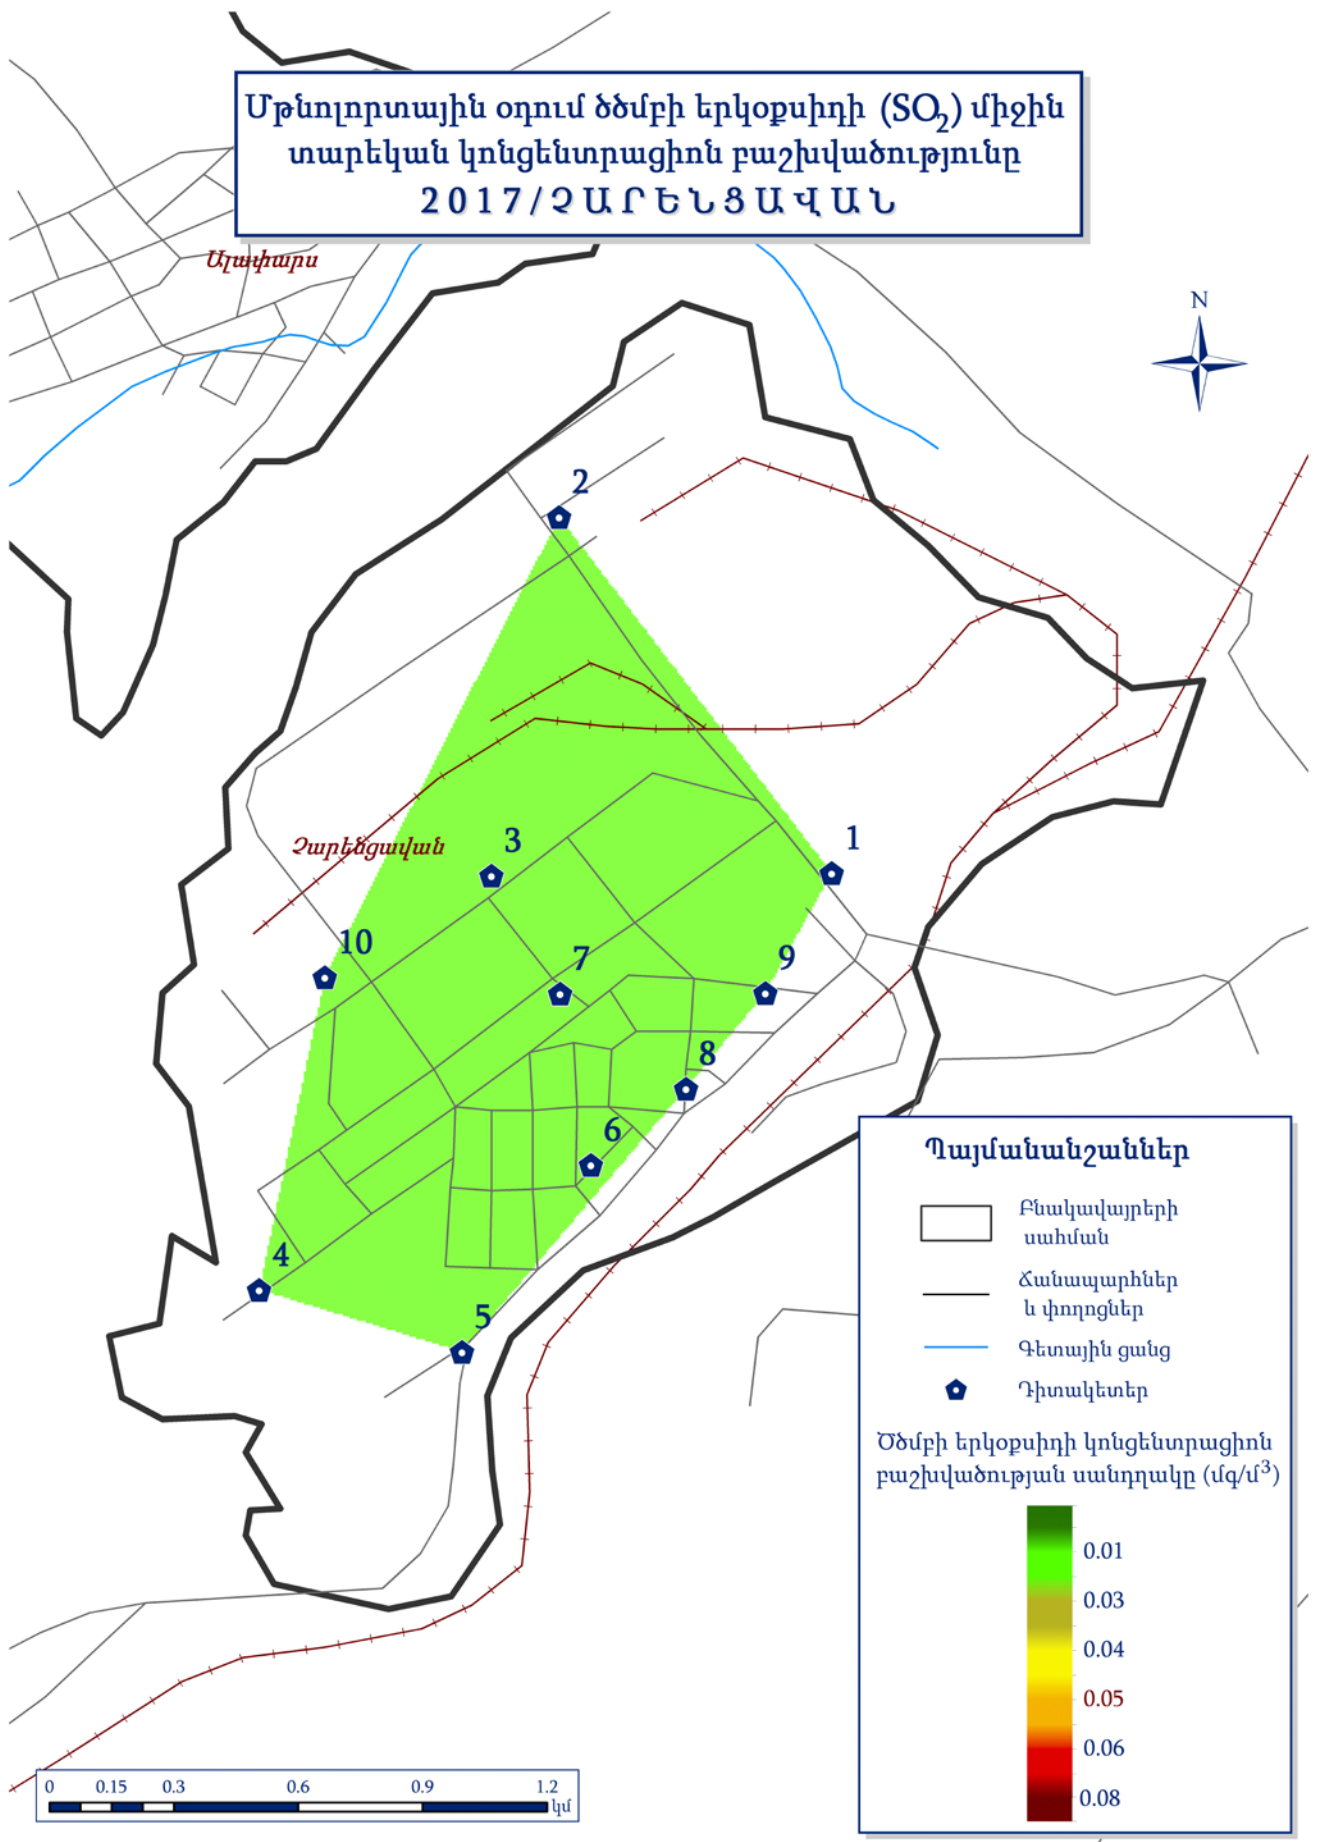 Մթնոլորտային օդում ծծմբի երկօքսիդի (SO₂) միջին
տարեկան կոնցենտրացիոն բաշխվածությունը
2017/ՉԱՐԵՆՑԱՎԱՆ
Ալափարս
N
2
3
1
Չարենցավան
10
7
9
8
6
4
5
Պայմանանշաններ
Բնակավայրերի
սահման
Ճանապարհներ
և փողոցներ
Գետային ցանց
Դիտակետեր
Ծծմբի երկօքսիդի կոնցենտրացիոն
բաշխվածության սանդղակը (մգ/մ³)
0.01
0.03
0.04
0.05
0.06
0.08
0 0.15 0.3 0.6 0.9 1.2
կմ